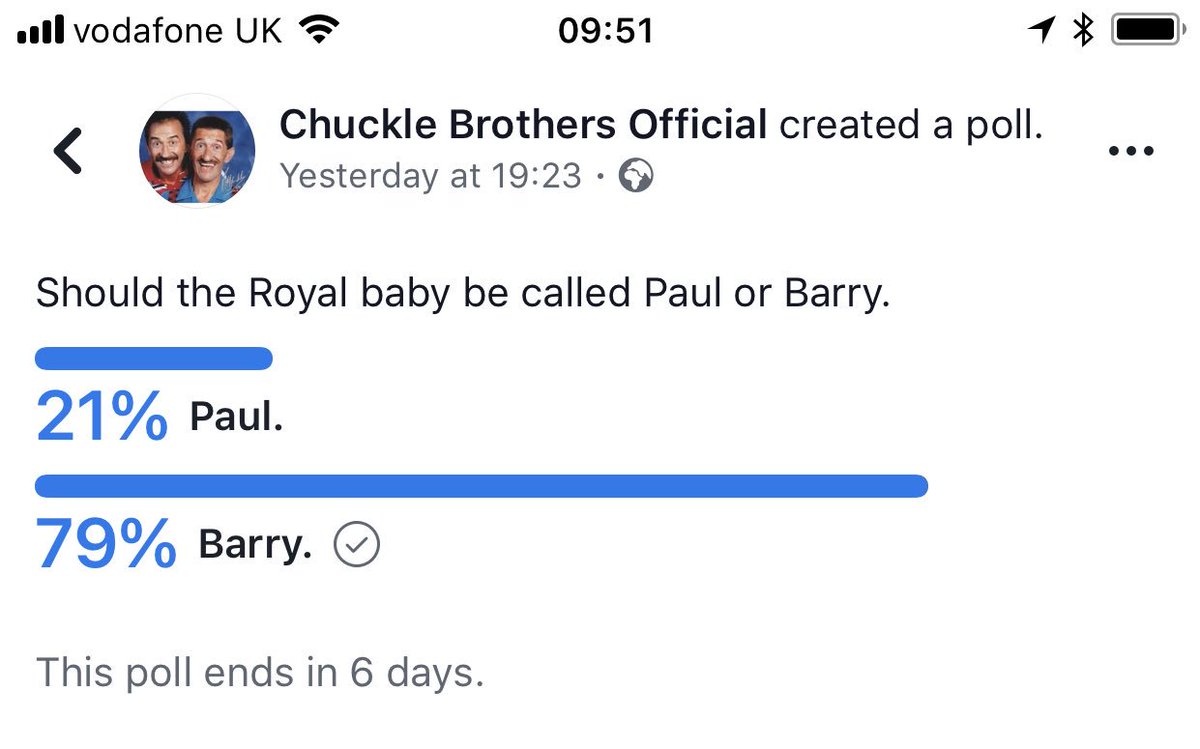 vodafone UK 09:51
Chuckle Brothers Official created a poll.
Yesterday at 19:23 ·
Should the Royal baby be called Paul or Barry.
21% Paul.
79% Barry.
This poll ends in 6 days.